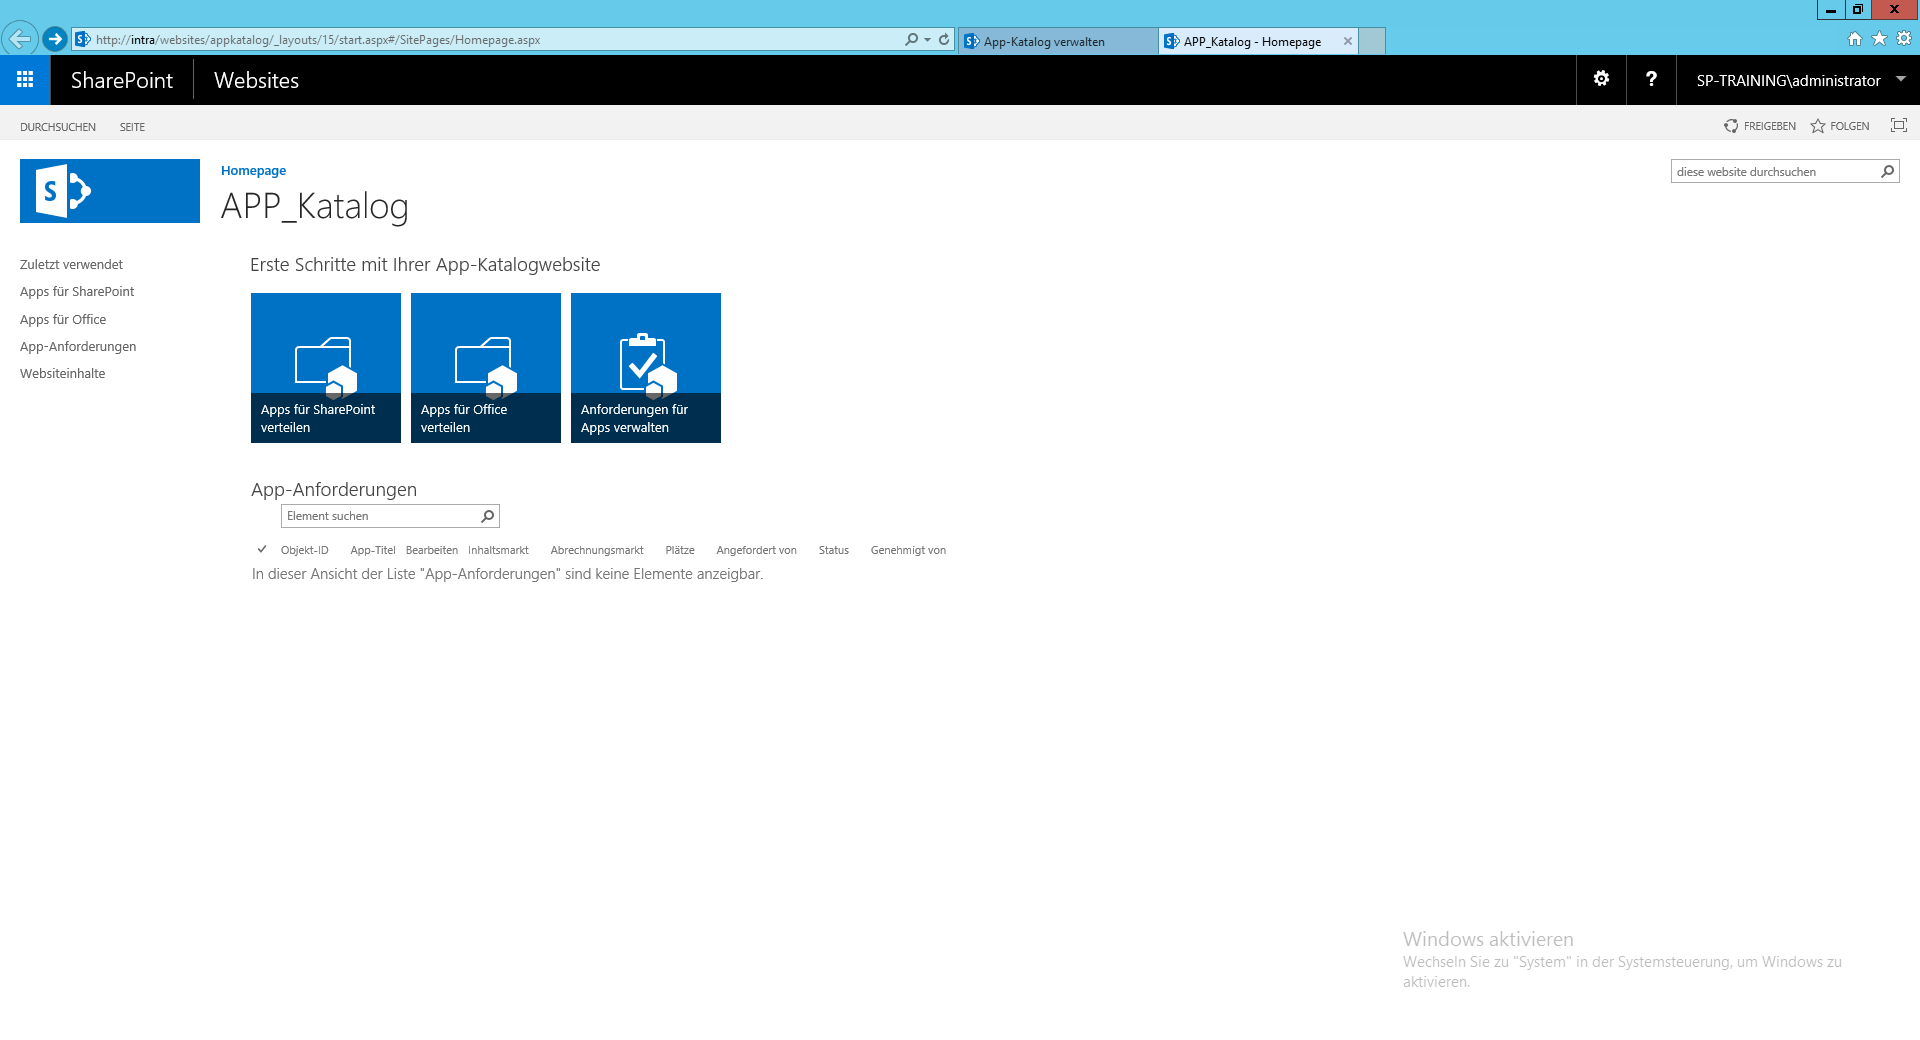 http://intra/websites/appkatalog/_layouts/15/start.aspx#/SitePages/Homepage.aspx
App-Katalog verwalten
APP_Katalog - Homepage
SharePoint
Websites
?
SP-TRAINING\administrator
DURCHSUCHEN
SEITE
FREIGEBEN
FOLGEN
S
Homepage
APP_Katalog
diese website durchsuchen
Zuletzt verwendet
Apps für SharePoint
Apps für Office
App-Anforderungen
Websiteinhalte
Erste Schritte mit Ihrer App-Katalogwebsite
Apps für SharePoint
verteilen
Apps für Office
verteilen
Anforderungen für
Apps verwalten
App-Anforderungen
Element suchen
Objekt-ID App-Titel Bearbeiten Inhaltsmarkt Abrechnungsmarkt Plätze Angefordert von Status Genehmigt von
In dieser Ansicht der Liste "App-Anforderungen" sind keine Elemente anzeigbar.
Windows aktivieren
Wechseln Sie zu "System" in der Systemsteuerung, um Windows zu
aktivieren.